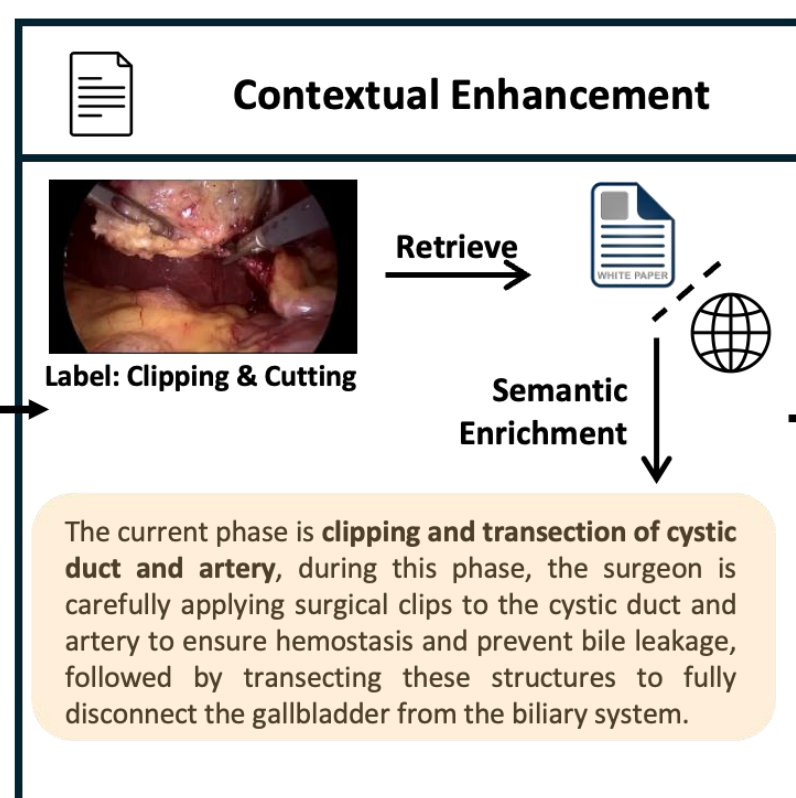 Contextual Enhancement
Retrieve
WHITE PAPER
Label: Clipping & Cutting
Semantic
Enrichment
The current phase is clipping and transection of cystic
duct and artery, during this phase, the surgeon is
carefully applying surgical clips to the cystic duct and
artery to ensure hemostasis and prevent bile leakage,
followed by transecting these structures to fully
disconnect the gallbladder from the biliary system.